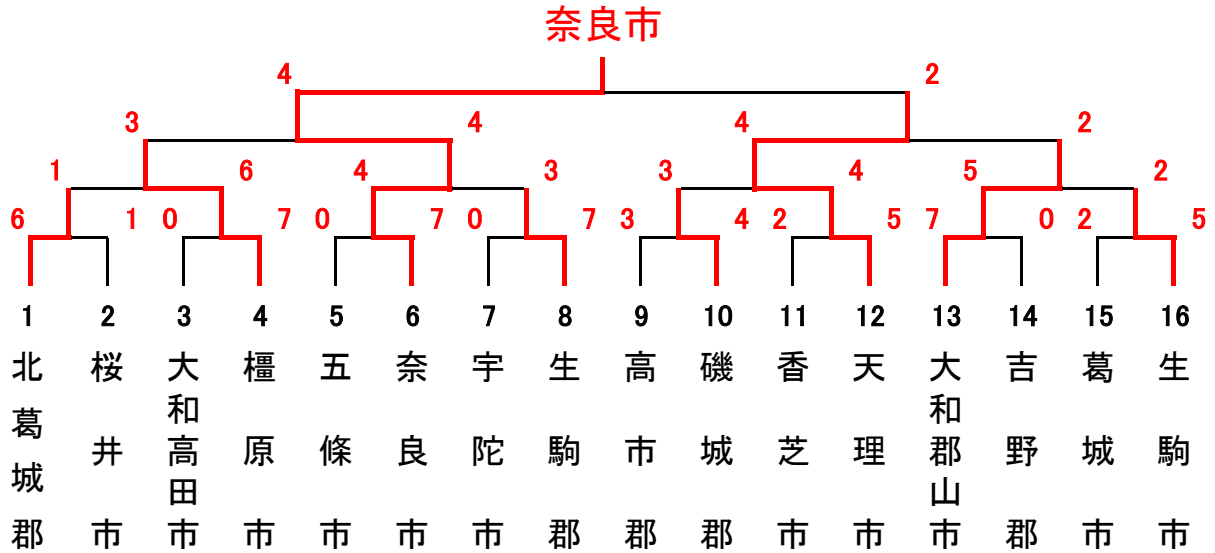 奈良市
4 2
3 4 4 2
1 6 4 3 3 4 5 2
6 1 0 7 0 7 0 7 3 4 2 5 7 0 2 5
1 2 3 4 5 6 7 8 9 10 11 12 13 14 15 16
北葛城郡
桜井市
大和高田市
橿原市
五條市
奈良市
宇陀市
生駒郡
高市郡
磯城郡
香芝市
天理市
大和郡山市
吉野郡
葛城市
生駒市